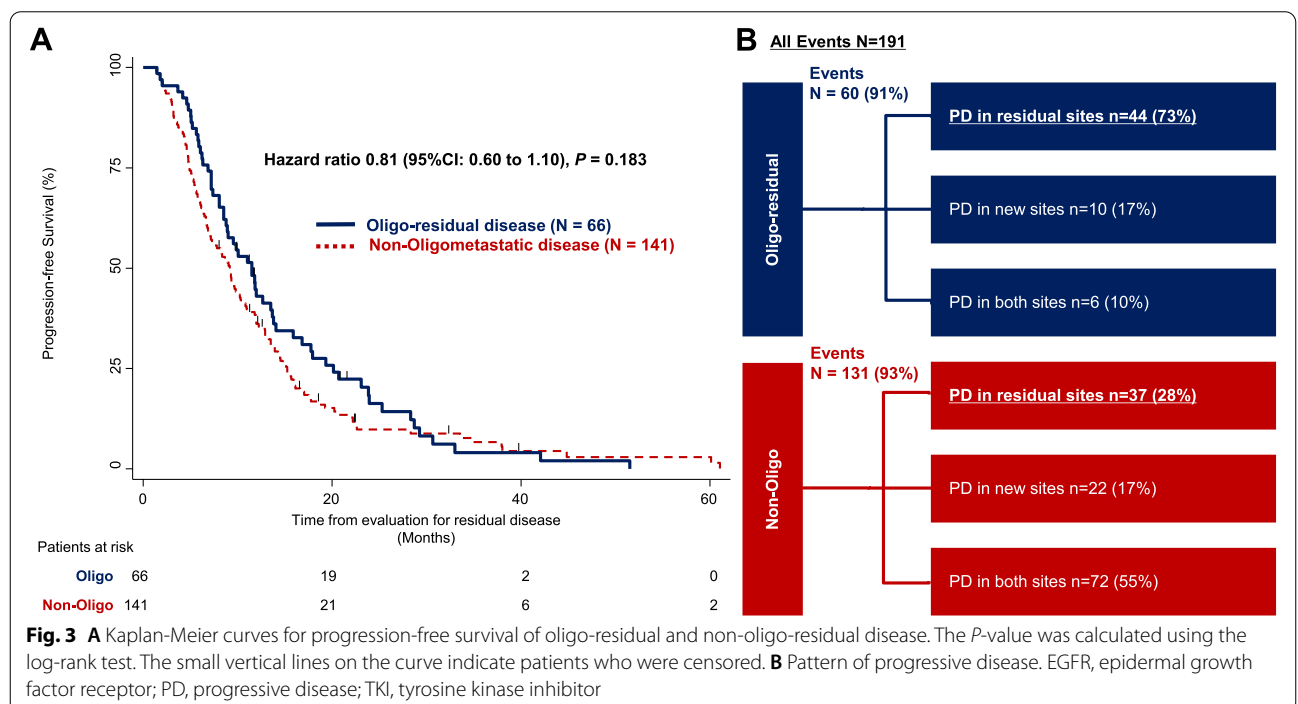 A
100
75
50
25
0
Progression-free Survival (%)
Hazard ratio 0.81 (95%CI: 0.60 to 1.10), P = 0.183
Oligo-residual disease (N = 66)
Non-Oligometastatic disease (N = 141)
0 20 40 60
Time from evaluation for residual disease
(Months)
Patients at risk
Oligo 66 19 2 0
Non-Oligo 141 21 6 2
B All Events N=191
Oligo-residual
Events
N = 60 (91%)
PD in residual sites n=44 (73%)
PD in new sites n=10 (17%)
PD in both sites n=6 (10%)
Non-Oligo
Events
N = 131 (93%)
PD in residual sites n=37 (28%)
PD in new sites n=22 (17%)
PD in both sites n=72 (55%)
Fig. 3 A Kaplan-Meier curves for progression-free survival of oligo-residual and non-oligo-residual disease. The P-value was calculated using the
log-rank test. The small vertical lines on the curve indicate patients who were censored. B Pattern of progressive disease. EGFR, epidermal growth
factor receptor; PD, progressive disease; TKI, tyrosine kinase inhibitor